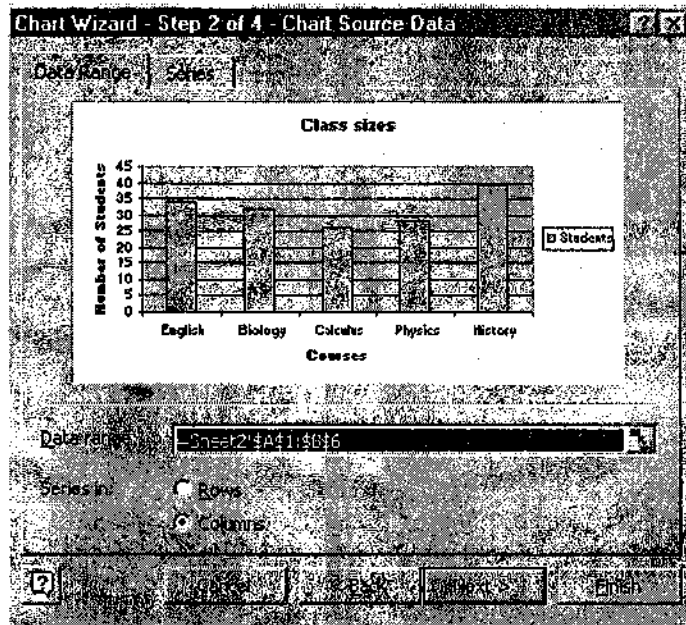 Chart Wizard - Step 2 of 4 - Chart Source Data
Data Range
Series
Class sizes
Number of Students
45
40
35
30
25
20
15
10
5
0
English Biology Calculus Physics History
Courses
Students
Data range:
=Sheet2!$A$1:$B$6
Series in:
Rows
Columns
Cancel < Back Next > Finish